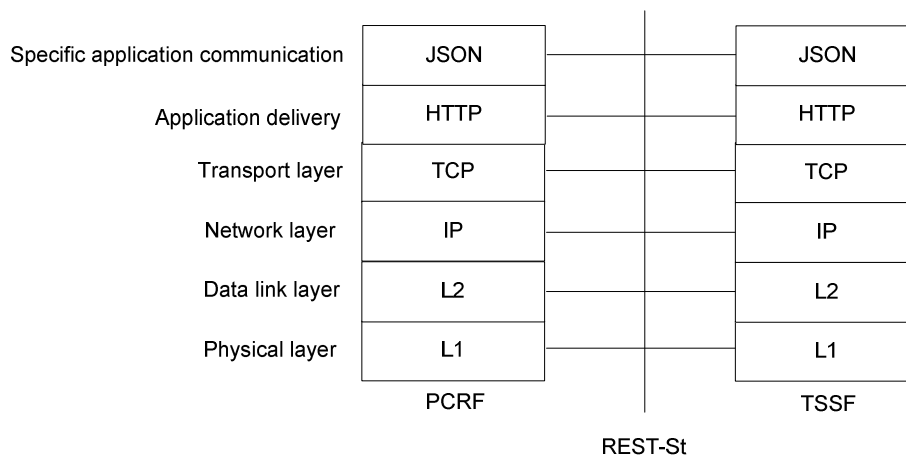 Specific application communication JSON JSON
Application delivery HTTP HTTP
Transport layer TCP TCP
Network layer IP IP
Data link layer L2 L2
Physical layer L1 L1
PCRF TSSF
REST-St